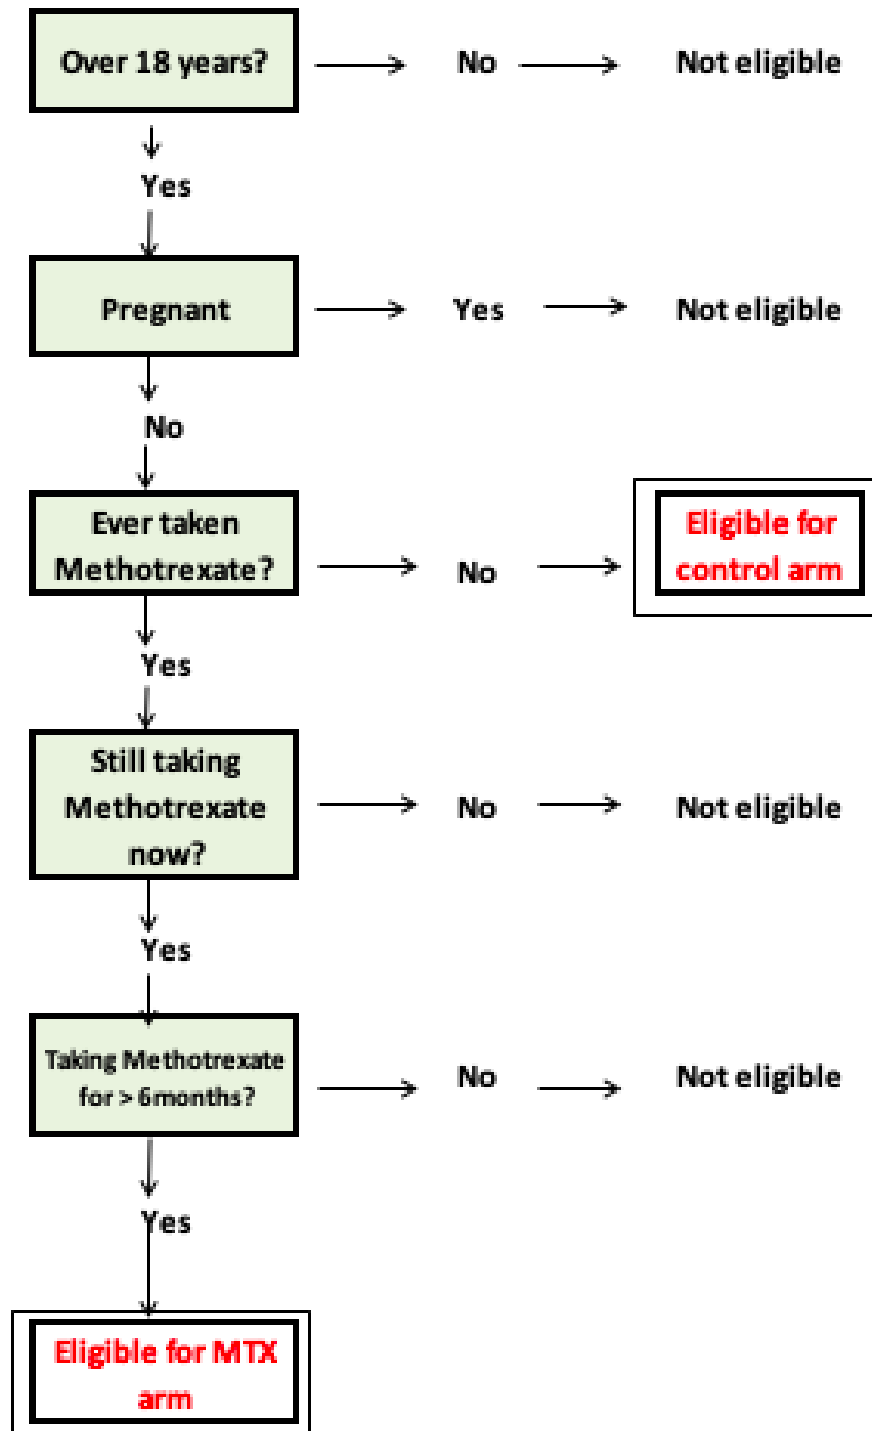 Over 18 years? No Not eligible
Yes
Pregnant Yes Not eligible
No
Ever taken
Methotrexate?
No
Eligible for
control arm
Yes
Still taking
Methotrexate
now?
No Not eligible
Yes
Taking Methotrexate
for > 6months?
No Not eligible
Yes
Eligible for MTX
arm